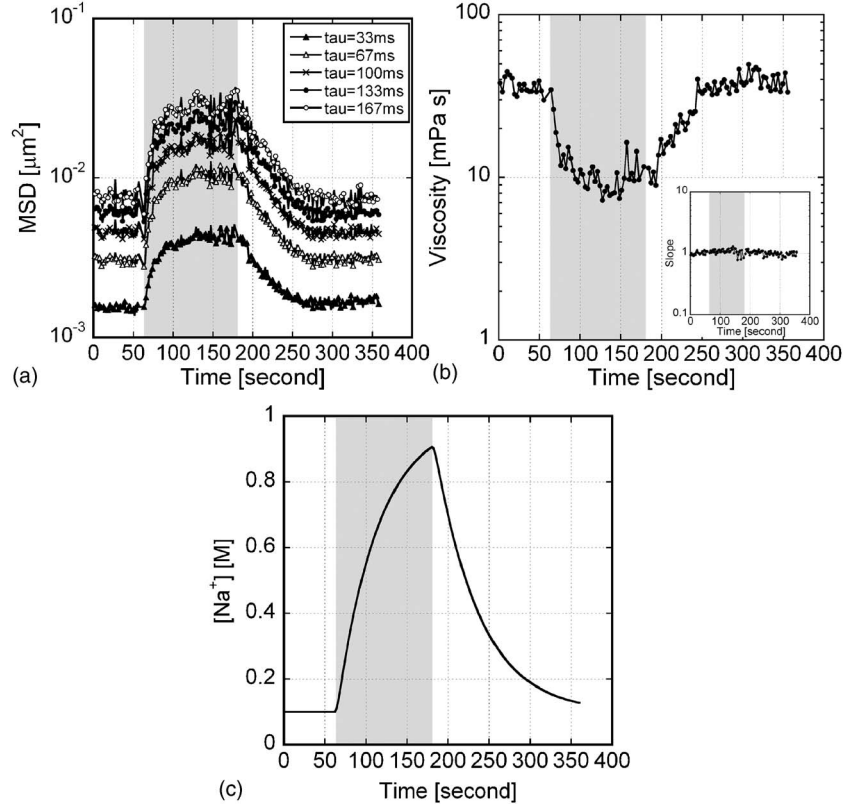 tau=33ms
tau=67ms
tau=100ms
tau=133ms
tau=167ms
10⁻¹
10⁻²
10⁻³
MSD [μm²]
0 50 100 150 200 250 300 350 400
Time [second]
(a)
100
10
1
Viscosity [mPa s]
0 50 100 150 200 250 300 350 400
Time [second]
(b)
10
1
0.1
Slope
0 100 200 300 400
Time [second]
1
0.8
0.6
0.4
0.2
0
[Na⁺] [M]
0 50 100 150 200 250 300 350 400
Time [second]
(c)